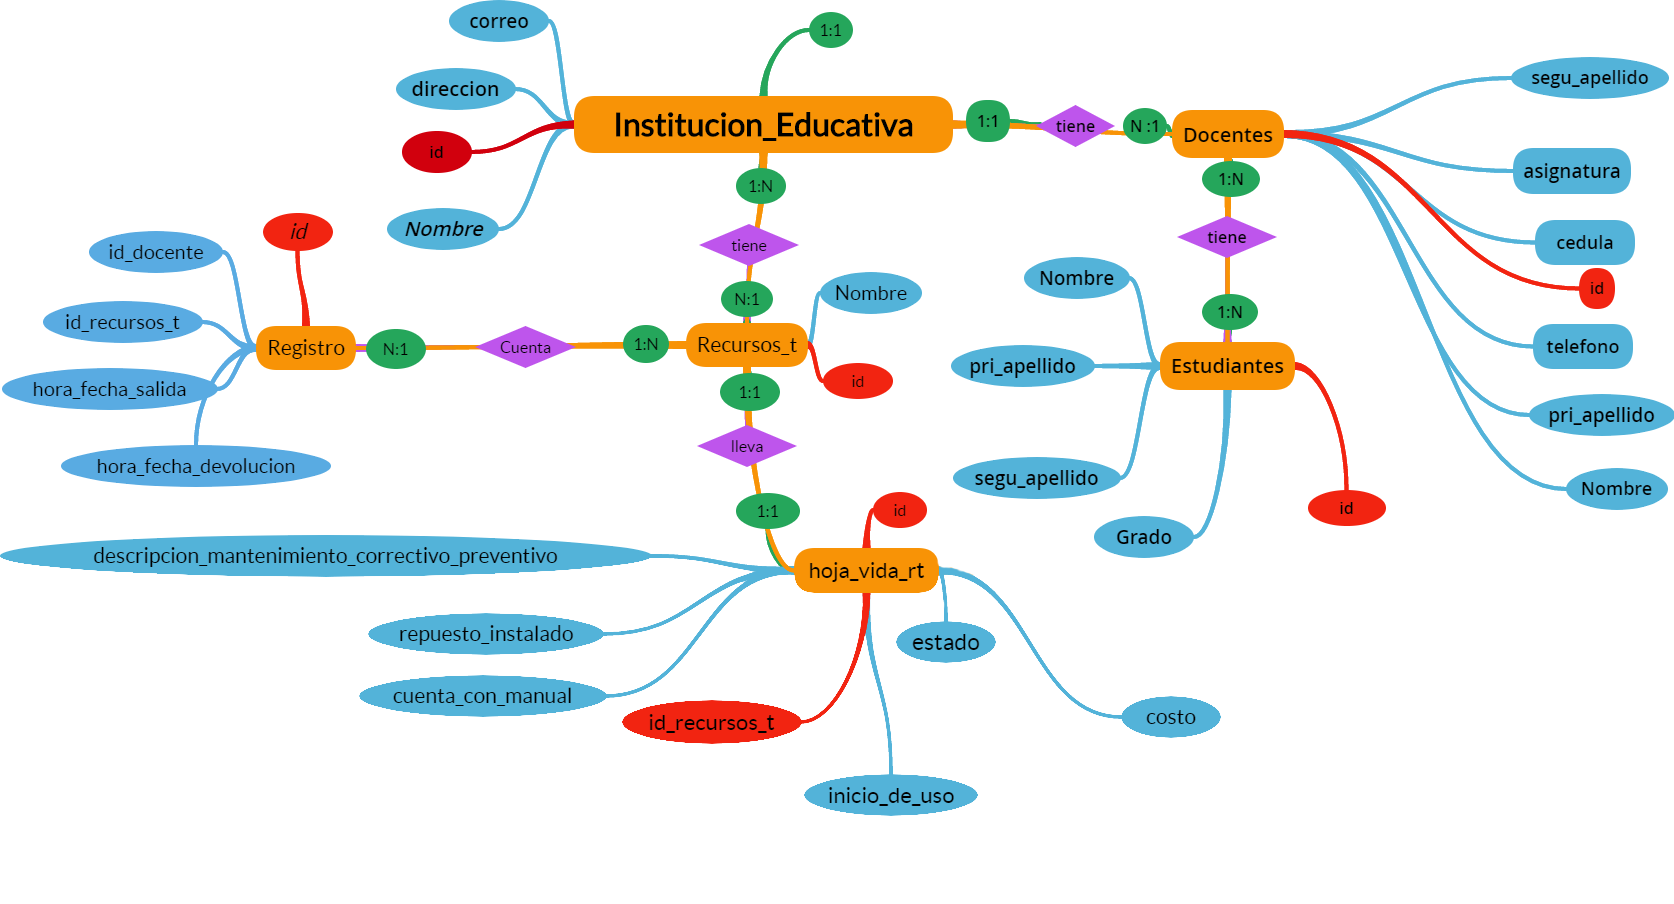 correo
1:1
direccion
segu_apellido
Institucion_Educativa
1:1
tiene
N :1
Docentes
id
asignatura
1:N
1:N
Nombre
id
tiene
tiene
cedula
id_docente
Nombre
id
Nombre
N:1
1:N
id_recursos_t
Registro
N:1
Cuenta
1:N
Recursos_t
telefono
pri_apellido
Estudiantes
id
hora_fecha_salida
1:1
pri_apellido
lleva
hora_fecha_devolucion
segu_apellido
Nombre
1:1
id
id
Grado
descripcion_mantenimiento_correctivo_preventivo
hoja_vida_rt
repuesto_instalado
estado
cuenta_con_manual
id_recursos_t
costo
inicio_de_uso